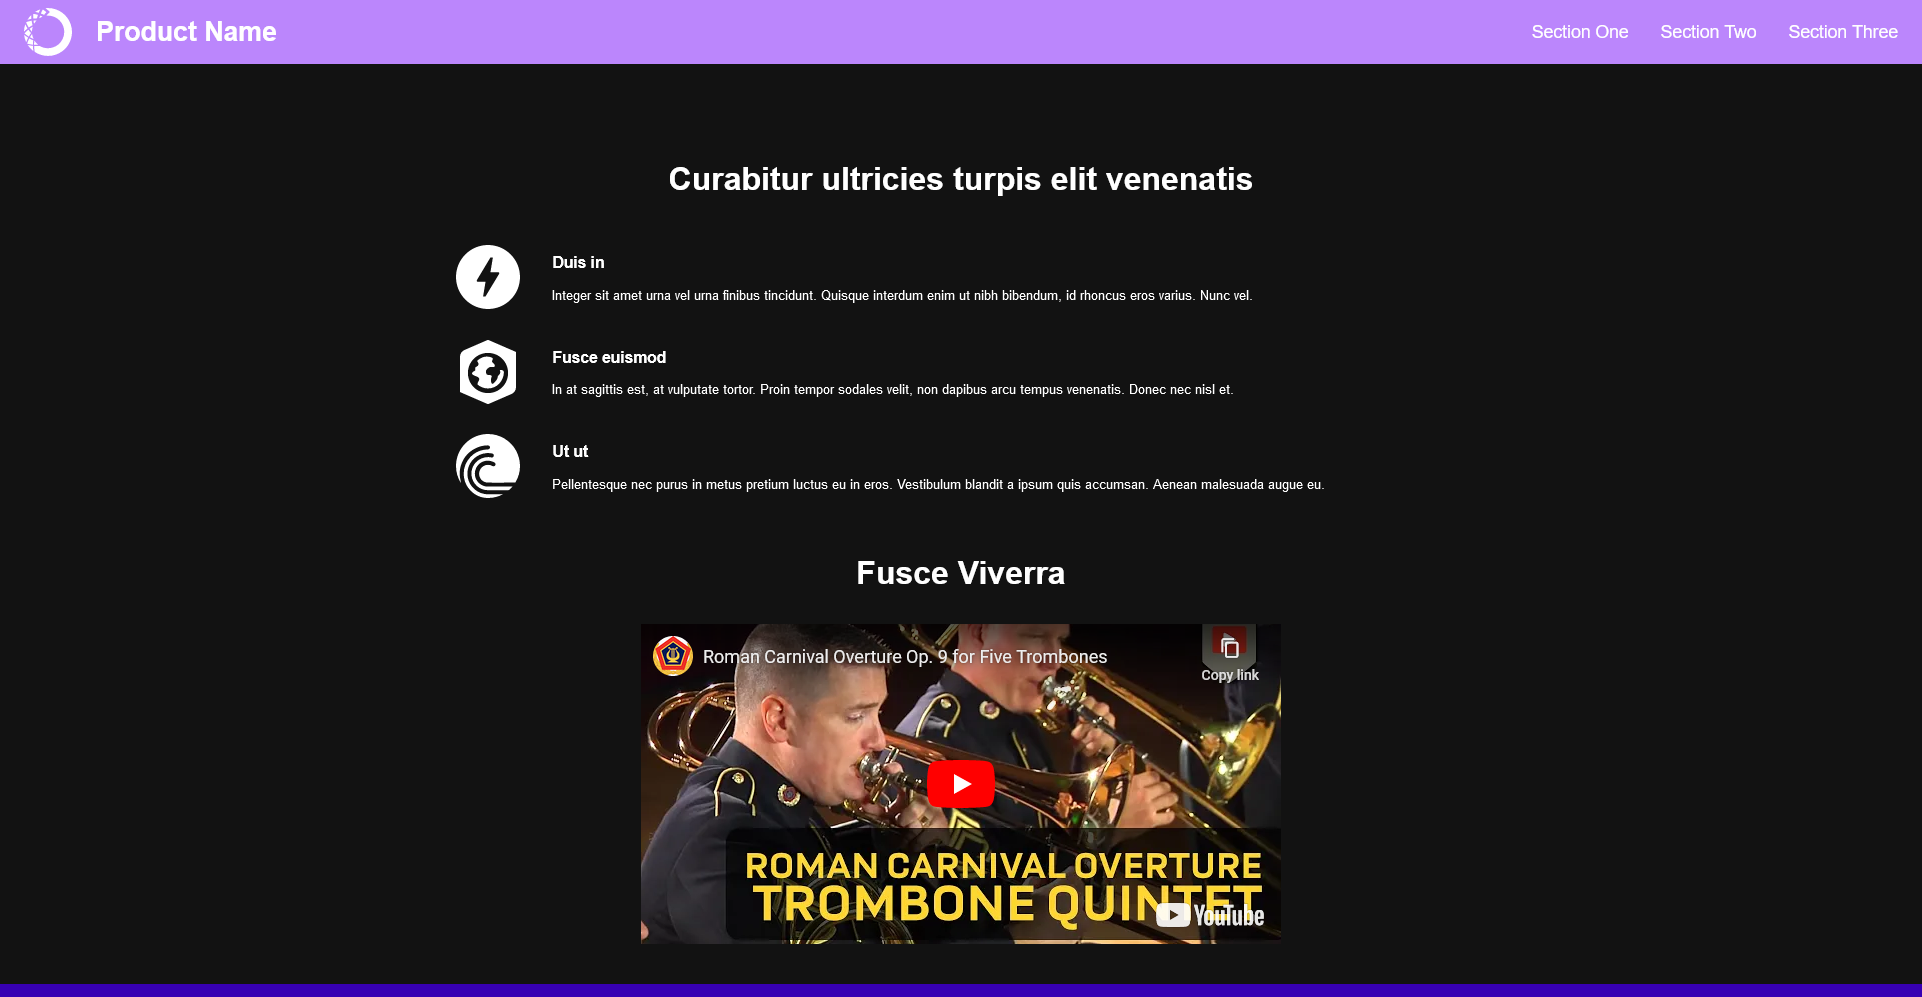 Product Name
Section One
Section Two
Section Three
Curabitur ultricies turpis elit venenatis
Duis in
Integer sit amet urna vel urna finibus tincidunt. Quisque interdum enim ut nibh bibendum, id rhoncus eros varius. Nunc vel.
Fusce euismod
In at sagittis est, at vulputate tortor. Proin tempor sodales velit, non dapibus arcu tempus venenatis. Donec nec nisl et.
Ut ut
Pellentesque nec purus in metus pretium luctus eu in eros. Vestibulum blandit a ipsum quis accumsan. Aenean malesuada augue eu.
Fusce Viverra
Roman Carnival Overture Op. 9 for Five Trombones
Copy link
ROMAN CARNIVAL OVERTURE
TROMBONE QUINTET
YouTube